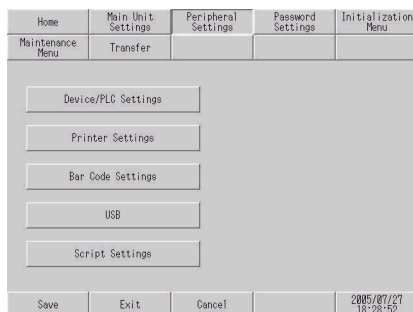 Home
Main Unit
Settings
Peripheral
Settings
Password
Settings
Initialization
Menu
Maintenance
Menu
Transfer
Device/PLC Settings
Printer Settings
Bar Code Settings
USB
Script Settings
Save
Exit
Cancel
2005/07/27
18:28:52